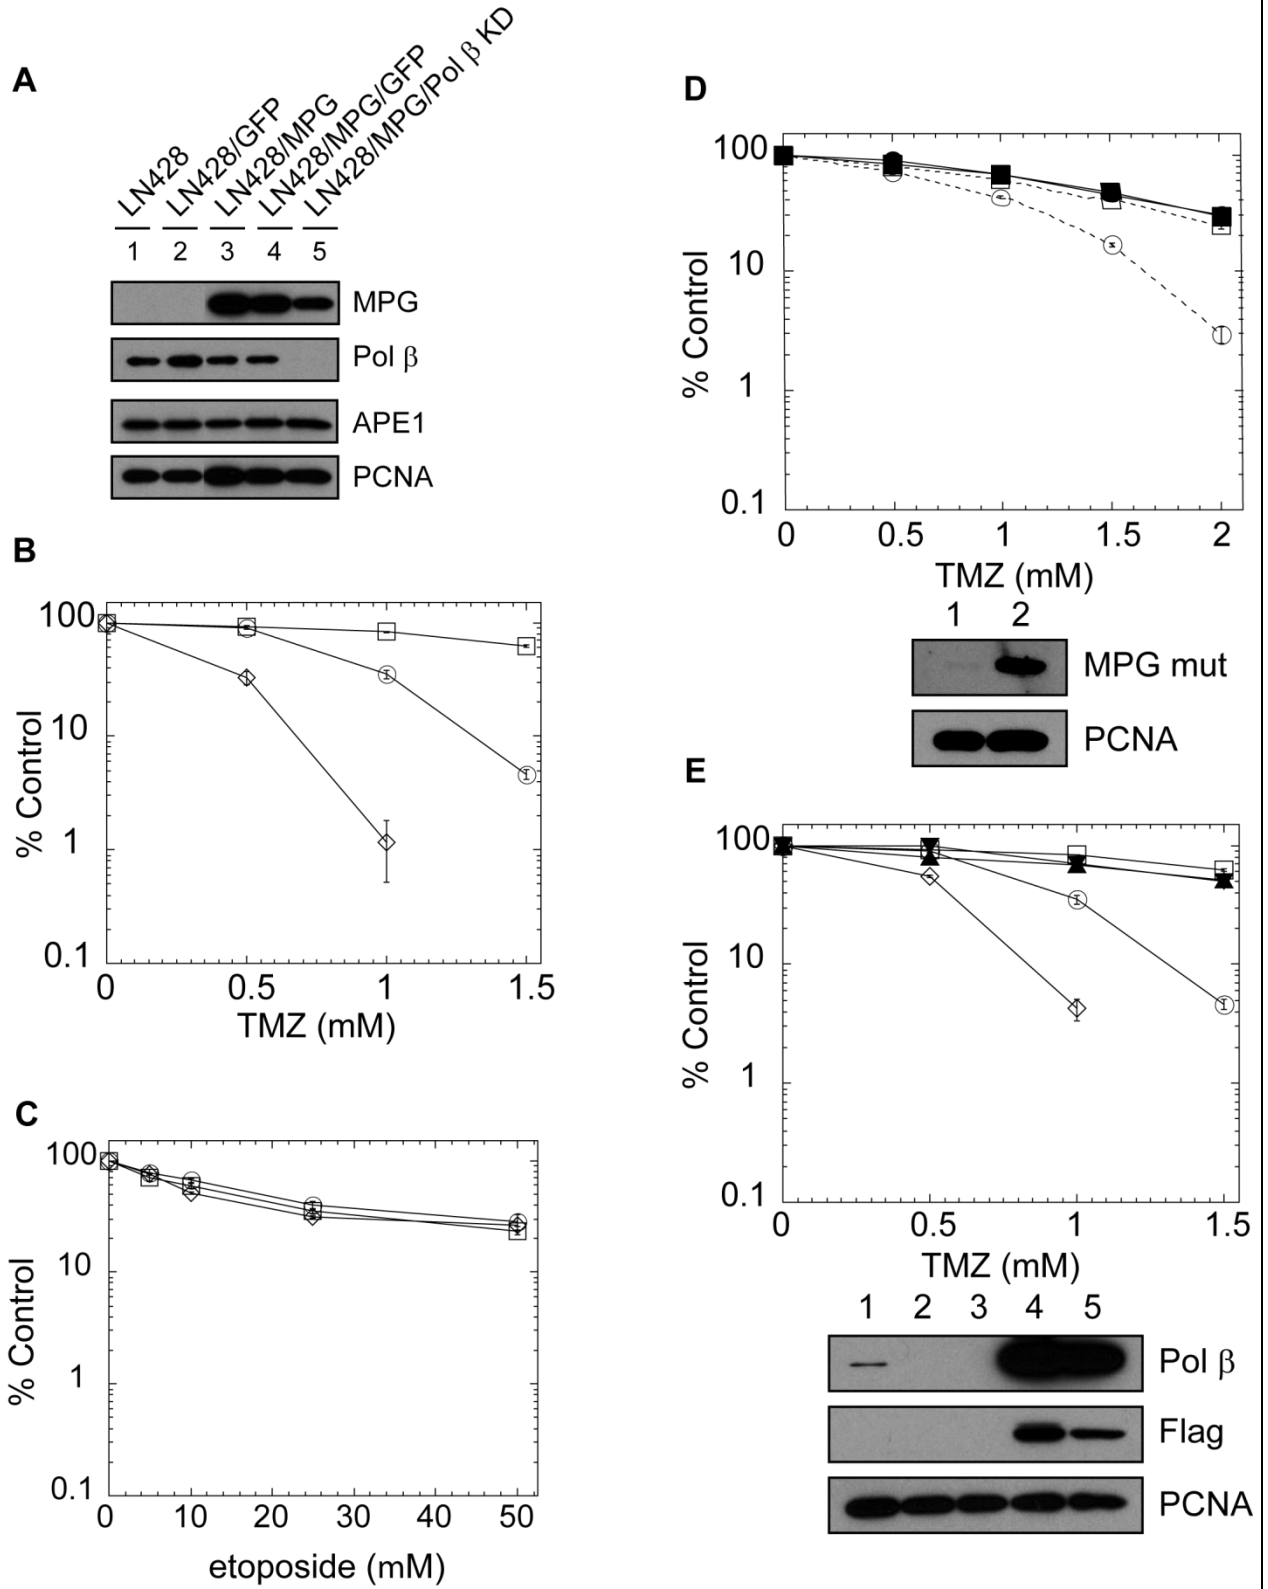 A
LN428
LN428/GFP
LN428/MPG
LN428/MPG/GFP
LN428/MPG/Pol β KD
1 2 3 4 5
MPG
Pol β
APE1
PCNA
B
100
10
1
0.1
% Control
0 0.5 1 1.5
TMZ (mM)
C
100
10
1
0.1
% Control
0 10 20 30 40 50
etoposide (mM)
D
100
10
1
0.1
% Control
0 0.5 1 1.5 2
TMZ (mM)
1 2
MPG mut
PCNA
E
100
10
1
0.1
% Control
0 0.5 1 1.5
TMZ (mM)
1 2 3 4 5
Pol β
Flag
PCNA